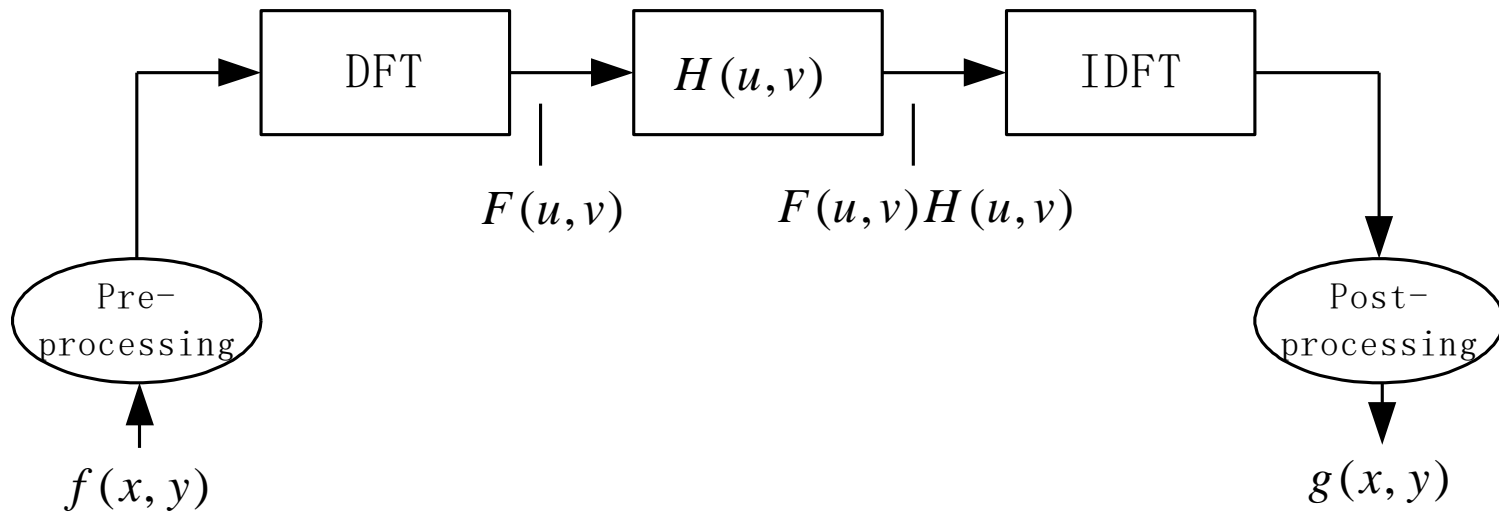 DFT
H(u,v)
IDFT
F(u,v)
F(u,v)H(u,v)
Pre-
processing
Post-
processing
f(x,y)
g(x,y)